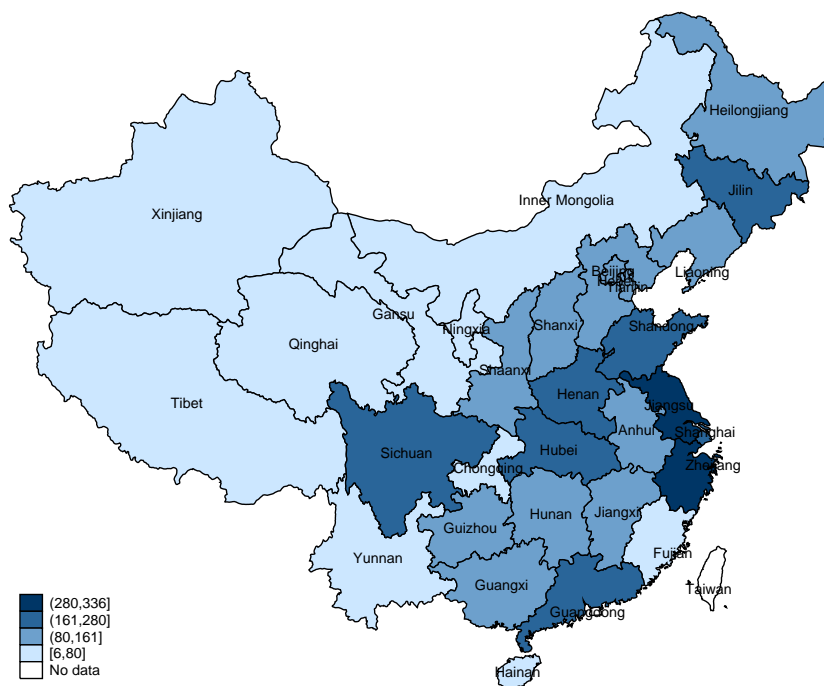 Heilongjiang
Jilin
Xinjiang
Inner Mongolia
Beijing
Liaoning
Hebei
Tianjin
Gansu
Ningxia
Shanxi
Shandong
Qinghai
Shaanxi
Tibet
Henan
Jiangsu
Anhui
Shanghai
Sichuan
Hubei
Zhejiang
Chongqing
Hunan
Jiangxi
Guizhou
Yunnan
Fujian
Guangxi
Taiwan
Guangdong
Hainan
(280,336]
(161,280]
(80,161]
[6,80]
No data